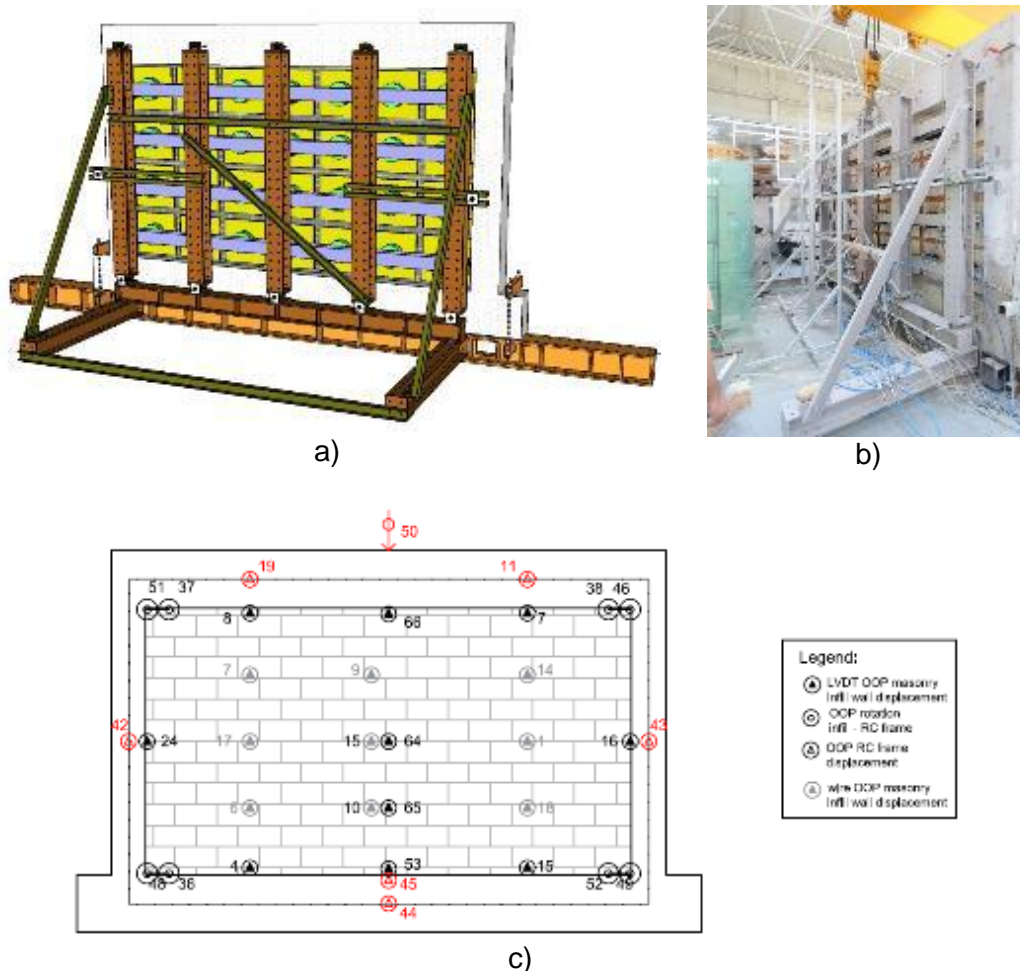 a)
b)
50
19 11
51 37 38 46
8 66 7
7 9 14
42 43
24 17 15 64 1 16
6 10 65 18
4 53 15
45
48 36 52 49
44
Legend:
LVDT OOP masonry
infill wall displacement
OOP rotation
infill - RC frame
OOP RC frame
displacement
wire OOP masonry
infill wall displacement
c)